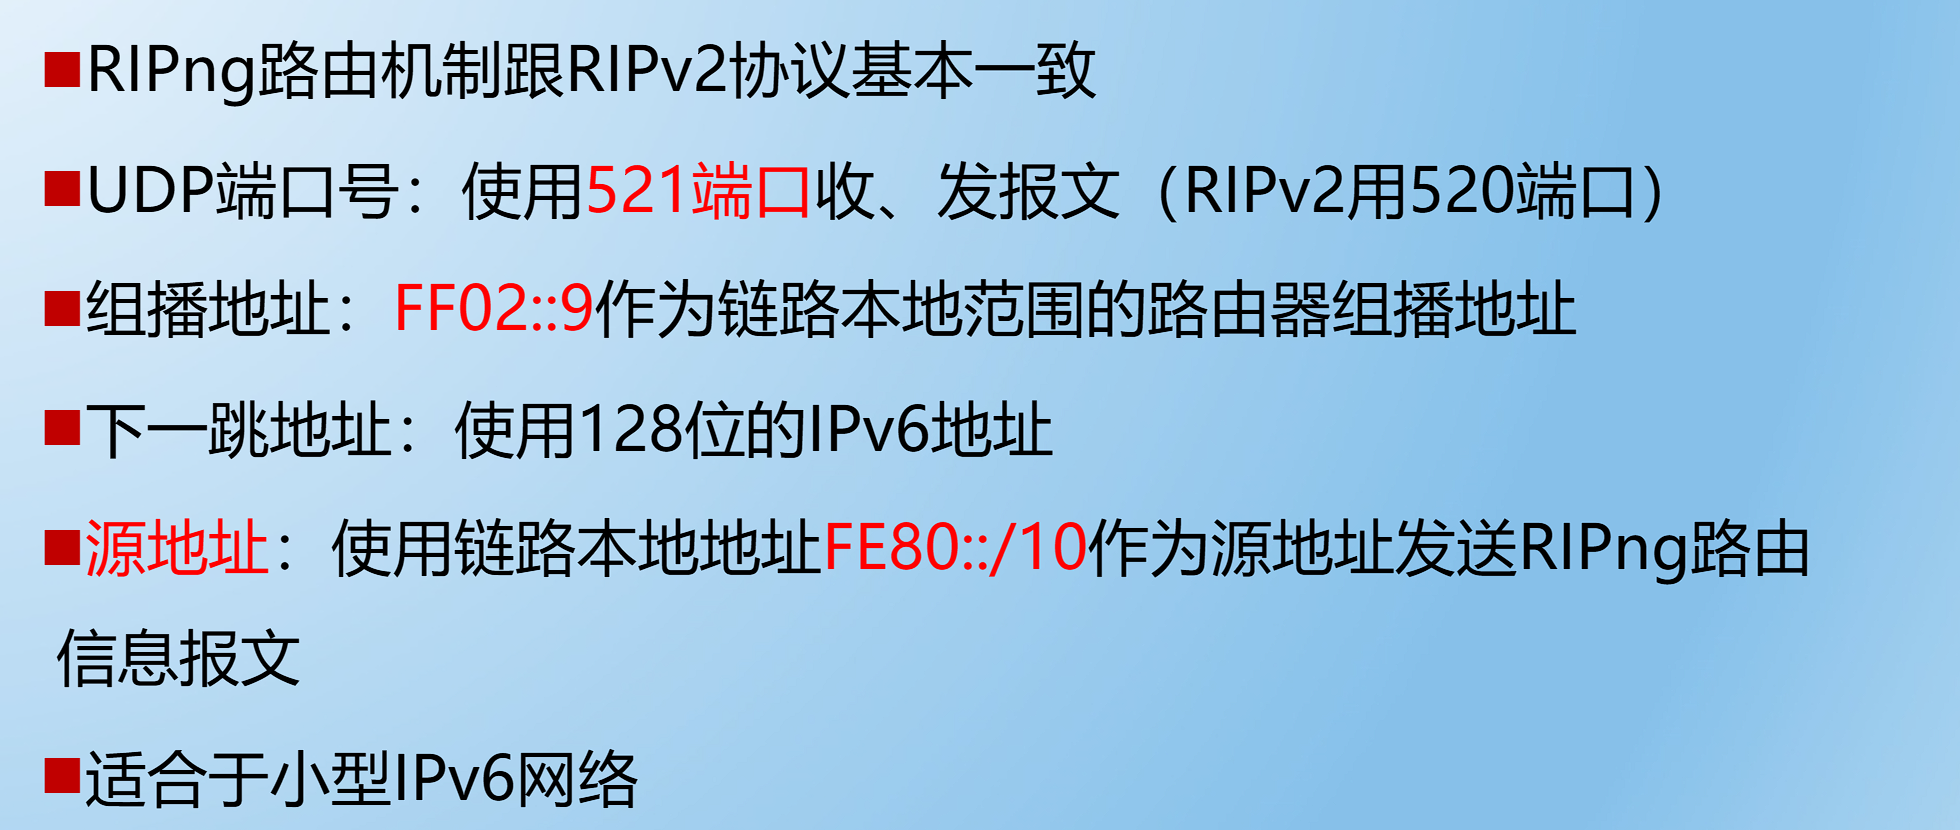 ■RIPng路由机制跟RIPv2协议基本一致
■UDP端口号：使用521端口收、发报文（RIPv2用520端口）
■组播地址：FF02::9作为链路本地范围的路由器组播地址
■下一跳地址：使用128位的IPv6地址
■源地址：使用链路本地地址FE80::/10作为源地址发送RIPng路由
信息报文
■适合于小型IPv6网络